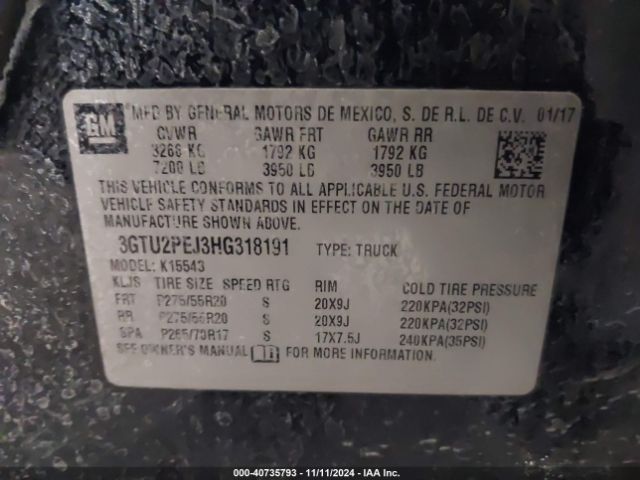 GM
MFD BY GENERAL MOTORS DE MEXICO, S. DE R.L. DE C.V. 01/17
GVWR GAWR FRT GAWR RR
3266 KG 1792 KG 1792 KG
7200 LB 3950 LB 3950 LB
THIS VEHICLE CONFORMS TO ALL APPLICABLE U.S. FEDERAL MOTOR
VEHICLE SAFETY STANDARDS IN EFFECT ON THE DATE OF
MANUFACTURE SHOWN ABOVE.
3GTU2PEJ3HG318191 TYPE: TRUCK
MODEL: K15543
KLJS TIRE SIZE SPEED RTG RIM COLD TIRE PRESSURE
FRT P275/55R20 S 20X9J 220KPA(32PSI)
RR P275/55R20 S 20X9J 220KPA(32PSI)
SPA P265/70R17 S 17X7.5J 240KPA(35PSI)
SEE OWNER'S MANUAL FOR MORE INFORMATION.
000-40735793 - 11/11/2024 - IAA Inc.